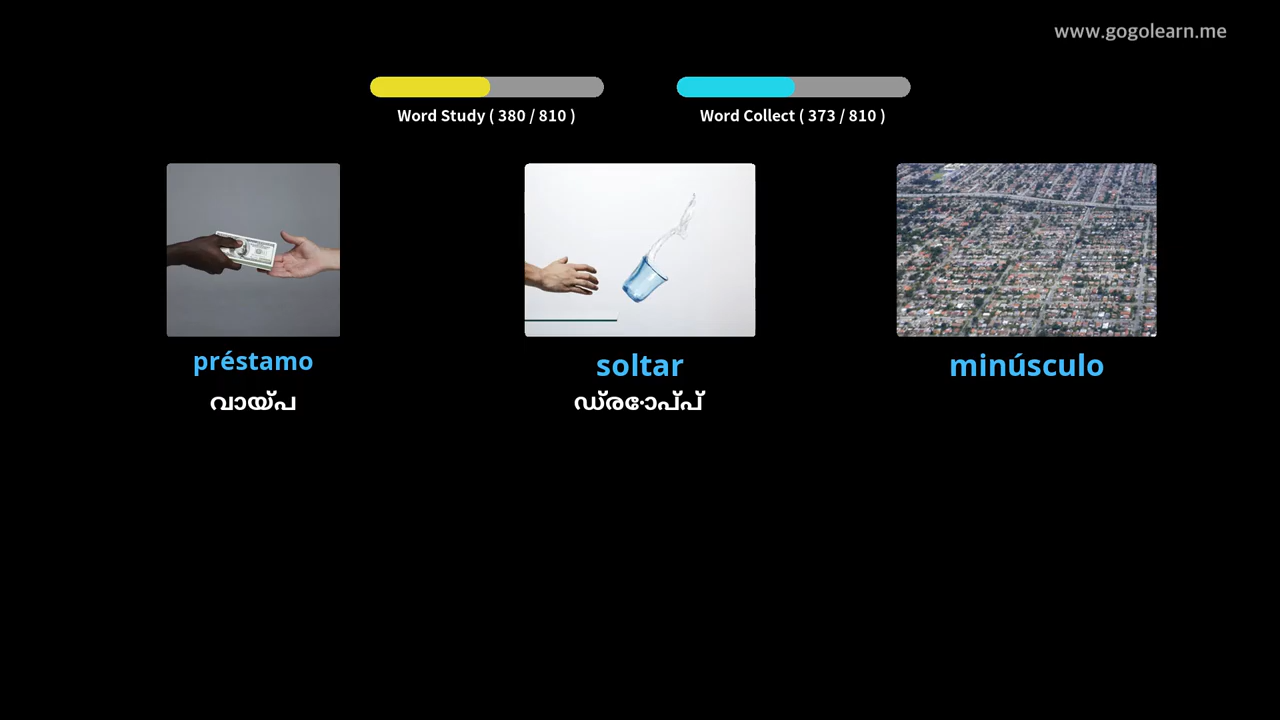 www.gogolearn.me
Word Study ( 380 / 810 )
Word Collect ( 373 / 810 )
préstamo
soltar
minúsculo
വായ്പ
ഡ്രോപ്പ്